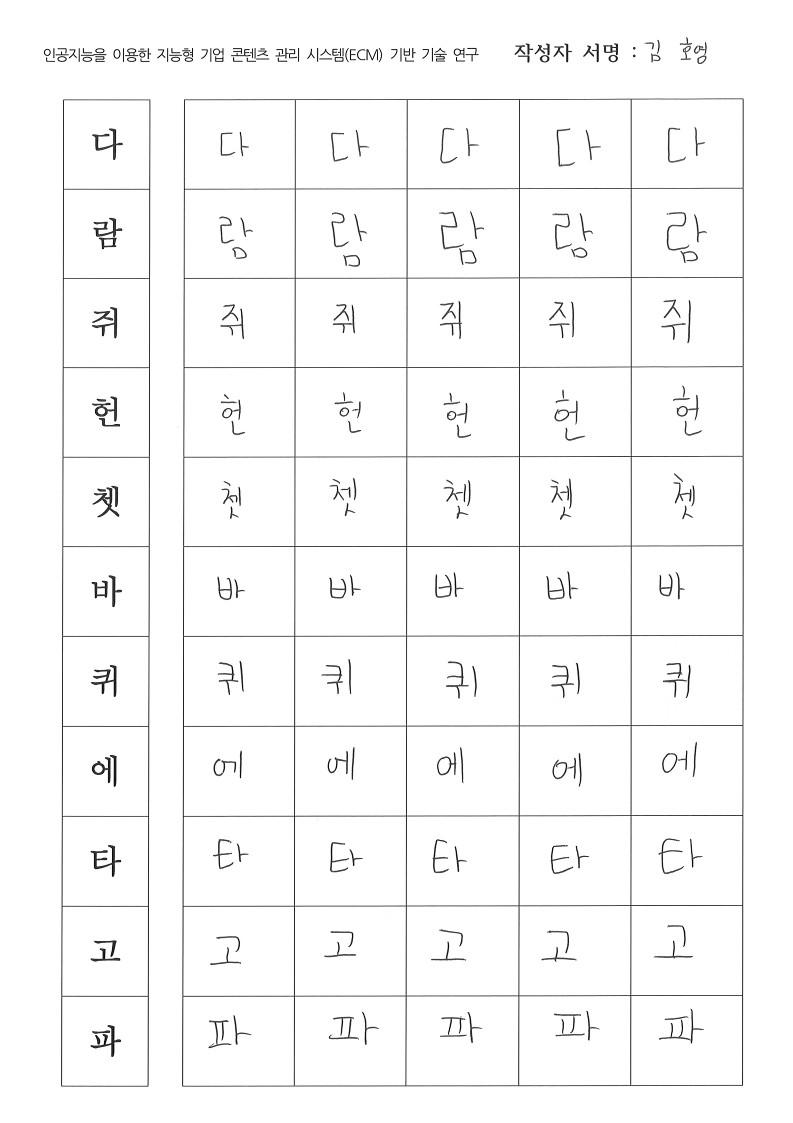 인공지능을 이용한 지능형 기업 콘텐츠 관리 시스템(ECM) 기반 기술 연구 작성자 서명 : 김 호영
다 다 다 다 다 다
람 람 람 람 람 람
쥐 쥐 쥐 쥐 쥐 쥐
헌 헌 헌 헌 헌 헌
쳇 쳇 쳇 쳇 쳇 쳇
바 바 바 바 바 바
퀴 퀴 퀴 퀴 퀴 퀴
에 에 에 에 에 에
타 타 타 타 타 타
고 고 고 고 고 고
파 파 파 파 파 파